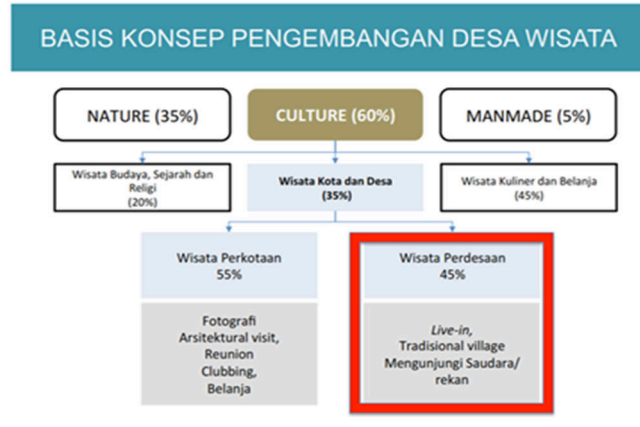 BASIS KONSEP PENGEMBANGAN DESA WISATA
NATURE (35%)
CULTURE (60%)
MANMADE (5%)
Wisata Budaya, Sejarah dan
Religi
(20%)
Wisata Kota dan Desa
(35%)
Wisata Kuliner dan Belanja
(45%)
Wisata Perkotaan
55%
Fotografi
Arsitektural visit,
Reunion
Clubbing,
Belanja
Wisata Perdesaan
45%
Live-in,
Tradisional village
Mengunjungi Saudara/
rekan